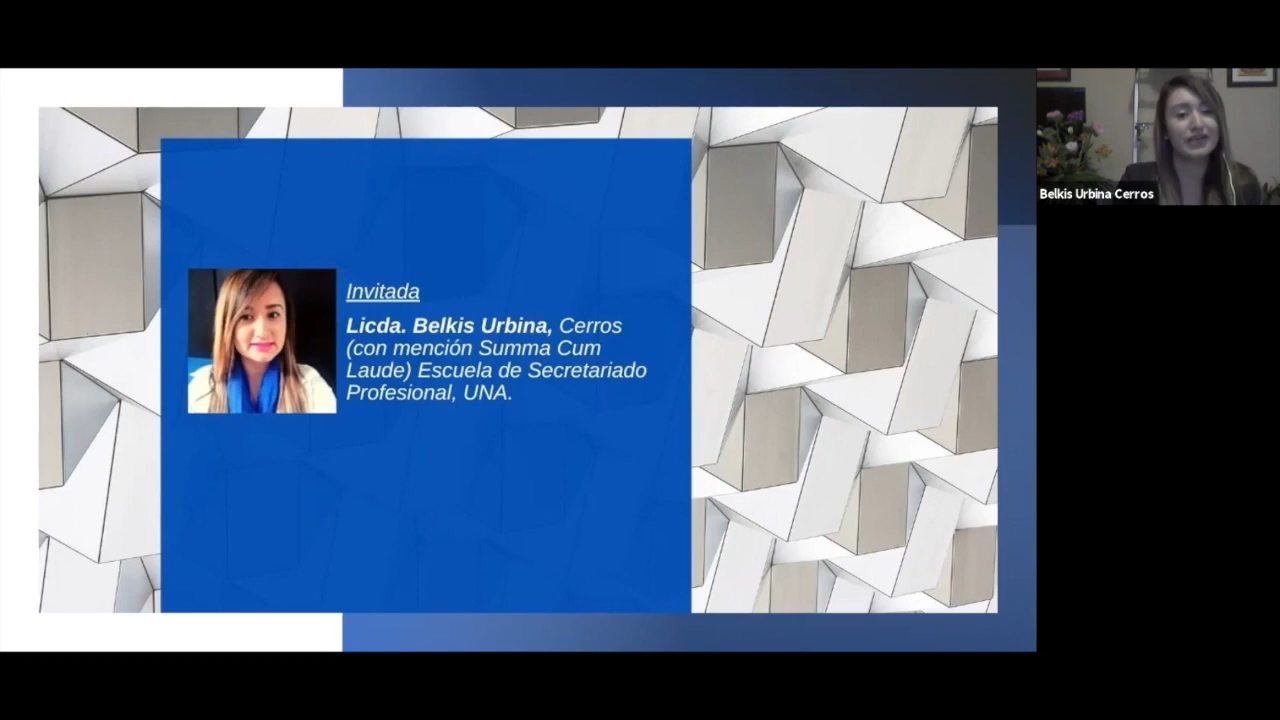 Invitada
Licda. Belkis Urbina, Cerros
(con mención Summa Cum
Laude) Escuela de Secretariado
Profesional, UNA.
Belkis Urbina Cerros